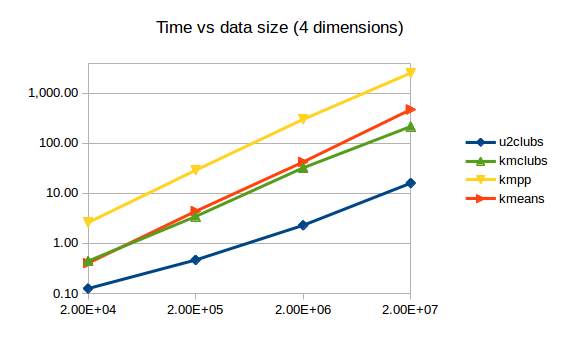 Time vs data size (4 dimensions)
1,000.00
100.00
10.00
1.00
0.10
2.00E+04 2.00E+05 2.00E+06 2.00E+07
u2clubs
kmclubs
kmpp
kmeans